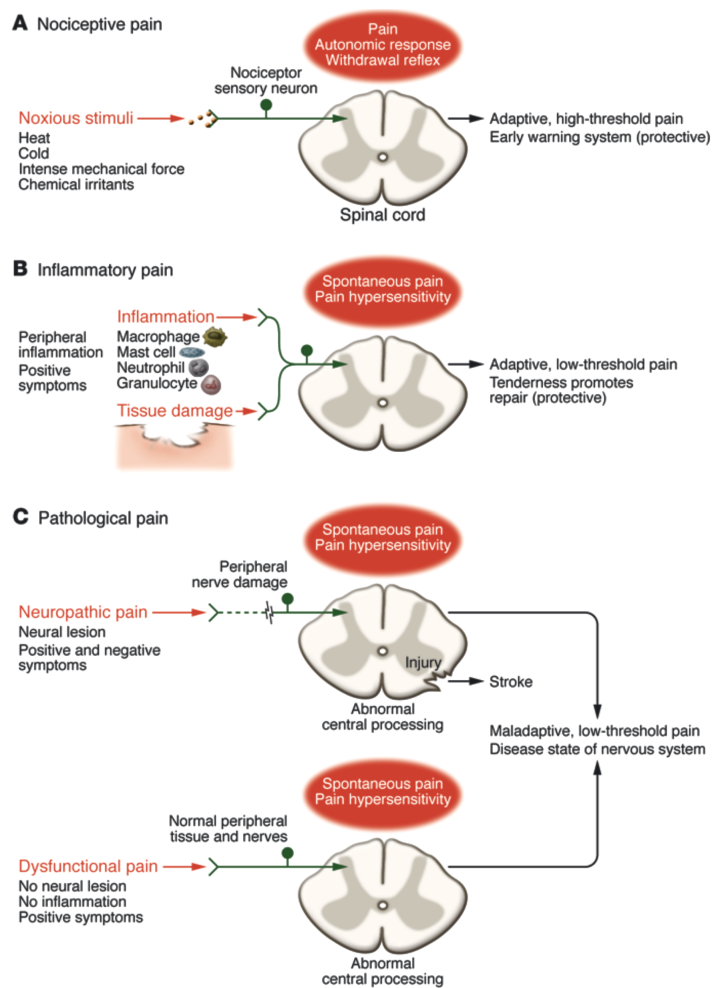 A Nociceptive pain
Pain
Autonomic response
Withdrawal reflex
Nociceptor
sensory neuron
Noxious stimuli
Heat
Cold
Intense mechanical force
Chemical irritants
Adaptive, high-threshold pain
Early warning system (protective)
Spinal cord
B Inflammatory pain
Spontaneous pain
Pain hypersensitivity
Peripheral
inflammation
Positive
symptoms
Inflammation
Macrophage
Mast cell
Neutrophil
Granulocyte
Tissue damage
Adaptive, low-threshold pain
Tenderness promotes
repair (protective)
C Pathological pain
Spontaneous pain
Pain hypersensitivity
Peripheral
nerve damage
Neuropathic pain
Neural lesion
Positive and negative
symptoms
Injury
Stroke
Abnormal
central processing
Maladaptive, low-threshold pain
Disease state of nervous system
Spontaneous pain
Pain hypersensitivity
Normal peripheral
tissue and nerves
Dysfunctional pain
No neural lesion
No inflammation
Positive symptoms
Abnormal
central processing